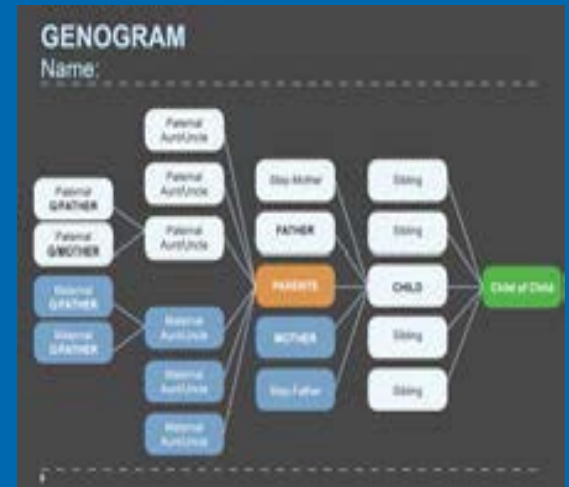 GENOGRAM
Name:
Paternal
Aunt/Uncle
Paternal
Aunt/Uncle
Paternal
G/FATHER
Paternal
G/MOTHER
Paternal
Aunt/Uncle
Maternal
G/FATHER
Maternal
G/FATHER
Maternal
Aunt/Uncle
Maternal
Aunt/Uncle
Maternal
Aunt/Uncle
Step-Mother
FATHER
PARENTS
MOTHER
Step-Father
Sibling
Sibling
CHILD
Sibling
Sibling
Child of Child